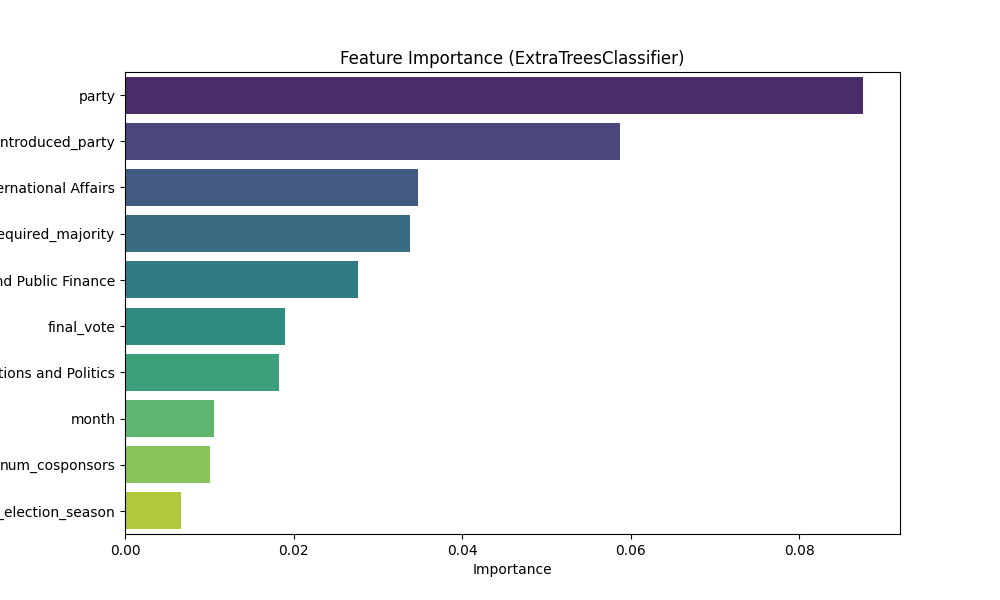 Feature Importance (ExtraTreesClassifier)
party
ntroduced_party
ernational Affairs
equired_majority
nd Public Finance
final_vote
tions and Politics
month
num_cosponsors
_election_season
0.00 0.02 0.04 0.06 0.08
Importance